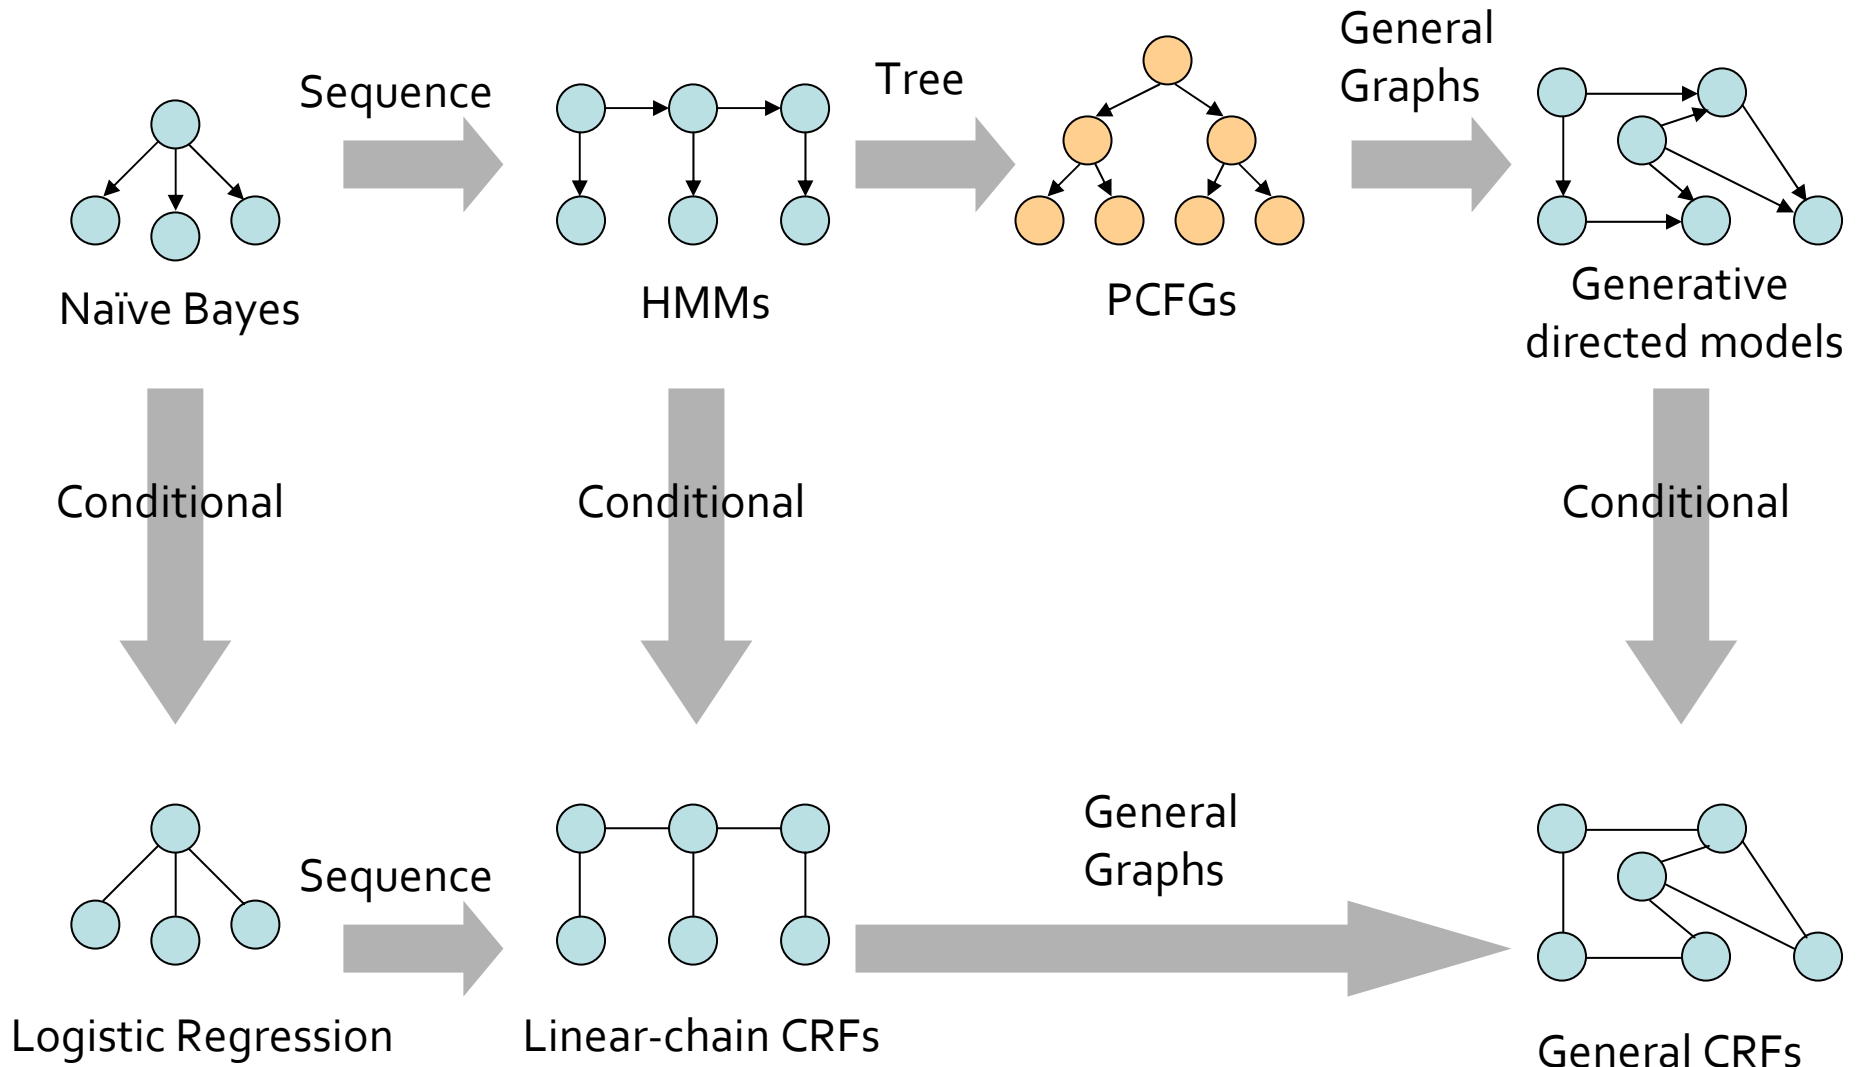 Sequence
Tree
General
Graphs
Naïve Bayes
HMMs
PCFGs
Generative
directed models
Conditional
Conditional
Conditional
Sequence
General
Graphs
Logistic Regression
Linear-chain CRFs
General CRFs